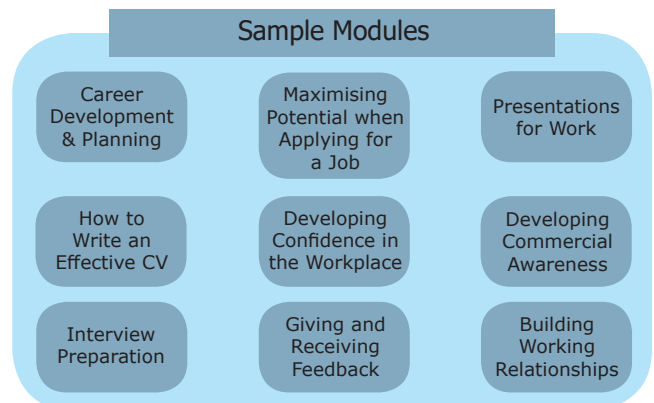 Sample Modules
Career
Development
& Planning
Maximising
Potential when
Applying for
a Job
Presentations
for Work
How to
Write an
Effective CV
Developing
Confidence in
the Workplace
Developing
Commercial
Awareness
Interview
Preparation
Giving and
Receiving
Feedback
Building
Working
Relationships